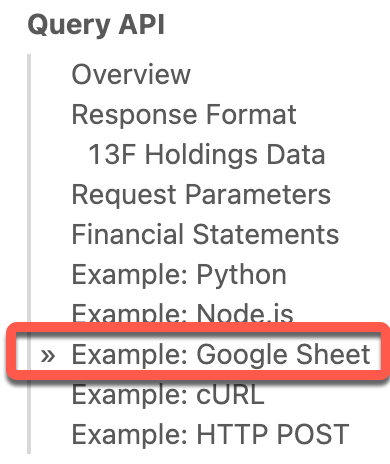 Query API
Overview
Response Format
13F Holdings Data
Request Parameters
Financial Statements
Example: Python
Example: Node.js
» Example: Google Sheet
Example: cURL
Example: HTTP POST